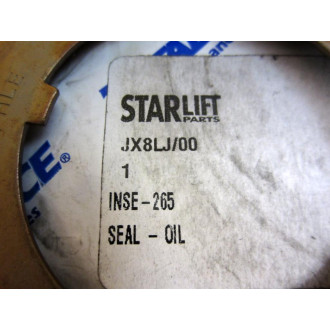 STARLIFT
PARTS
JX8LJ/00
1
INSE-265
SEAL - OIL